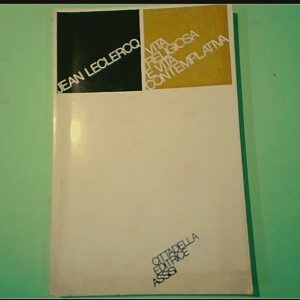 JEAN LECLERCQ
VITA
RELIGIOSA
E VITA
CONTEMPLATIVA
CITTADELLA
EDITRICE
ASSISI